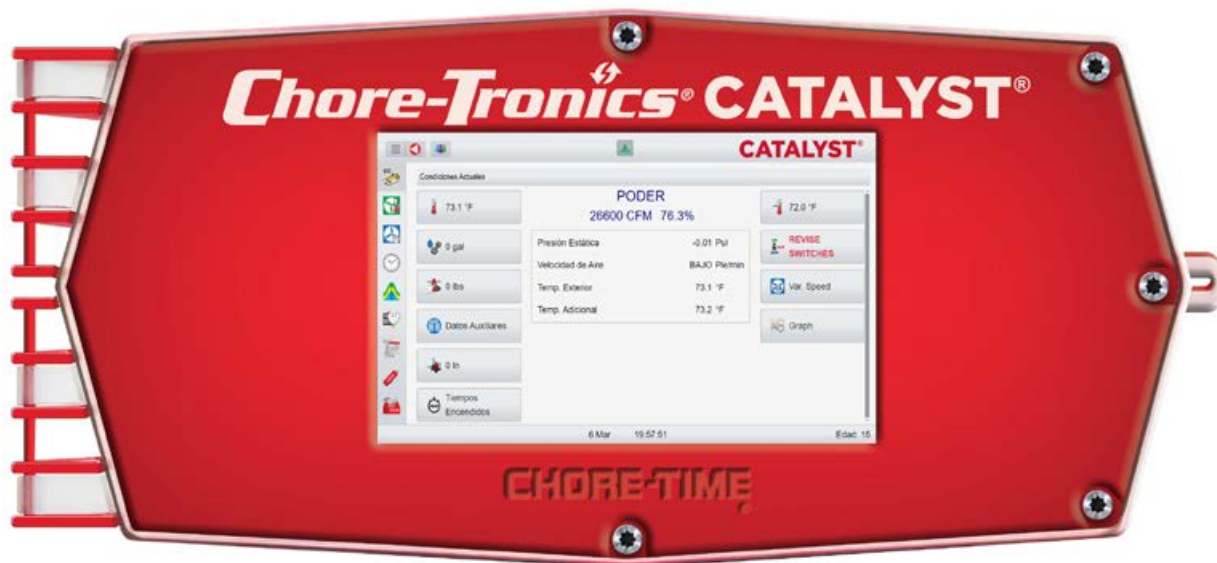 Chore-Tronics® CATALYST®
CATALYST®
Condiciones Actuales
73.1 °F
PODER
26600 CFM 76.3%
72.0 °F
0 gal
Presión Estática -0.01 Pul
Velocidad de Aire BAJO Pie/min
Temp. Exterior 73.1 °F
Temp. Adicional 73.2 °F
REVISE
SWITCHES
0 lbs
Var. Speed
Datos Auxiliares
Graph
0 In
Tiempos
Encendidos
6 Mar 19:57:51 Edad: 15
CHORE-TIME